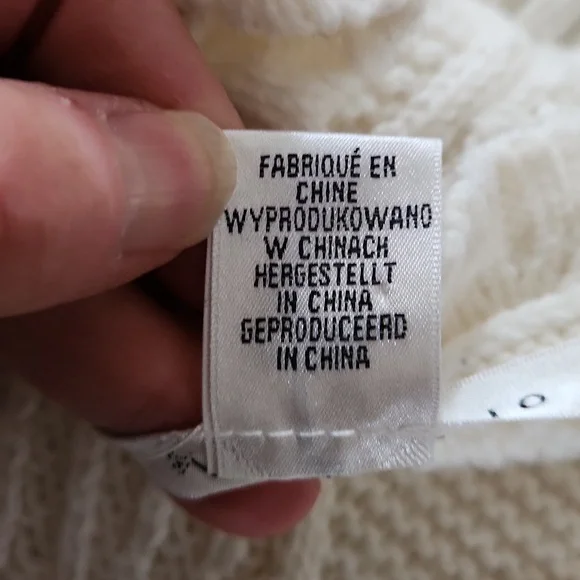 FABRIQUÉ EN
CHINE
WYPRODUKOWANO
W CHINACH
HERGESTELLT
IN CHINA
GEPRODUCEERD
IN CHINA